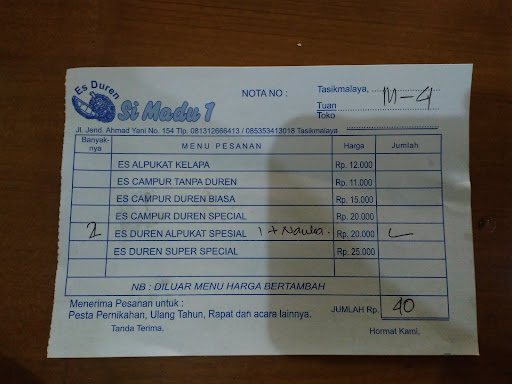 Es Duren
Si Madu 1
NOTA NO :
Tasikmalaya, M-4
Tuan
Toko
Jl. Jend. Ahmad Yani No. 154 Tlp. 081312666413 / 085353413018 Tasikmalaya
Banyak-nya MENU PESANAN Harga Jumlah
ES ALPUKAT KELAPA Rp. 12.000
ES CAMPUR TANPA DUREN Rp. 11.000
ES CAMPUR DUREN BIASA Rp. 15.000
ES CAMPUR DUREN SPECIAL Rp. 20.000
2 ES DUREN ALPUKAT SPESIAL 1 + Rp. 20.000
ES DUREN SUPER SPECIAL Rp. 25.000
NB : DILUAR MENU HARGA BERTAMBAH
Menerima Pesanan untuk :
Pesta Pernikahan, Ulang Tahun, Rapat dan acara lainnya.
JUMLAH Rp. 40
Tanda Terima, Hormat Kami,